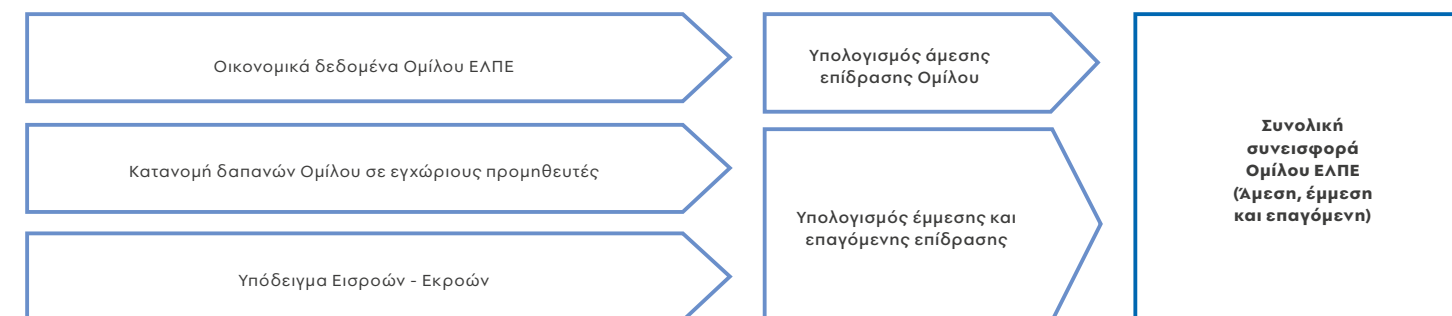 Οικονομικά δεδομένα Ομίλου ΕΛΠΕ
Κατανομή δαπανών Ομίλου σε εγχώριους προμηθευτές
Υπόδειγμα Εισροών - Εκροών
Υπολογισμός άμεσης
επίδρασης Ομίλου
Υπολογισμός έμμεσης και
επαγόμενης επίδρασης
Συνολική
συνεισφορά
Ομίλου ΕΛΠΕ
(Άμεση, έμμεση
και επαγόμενη)